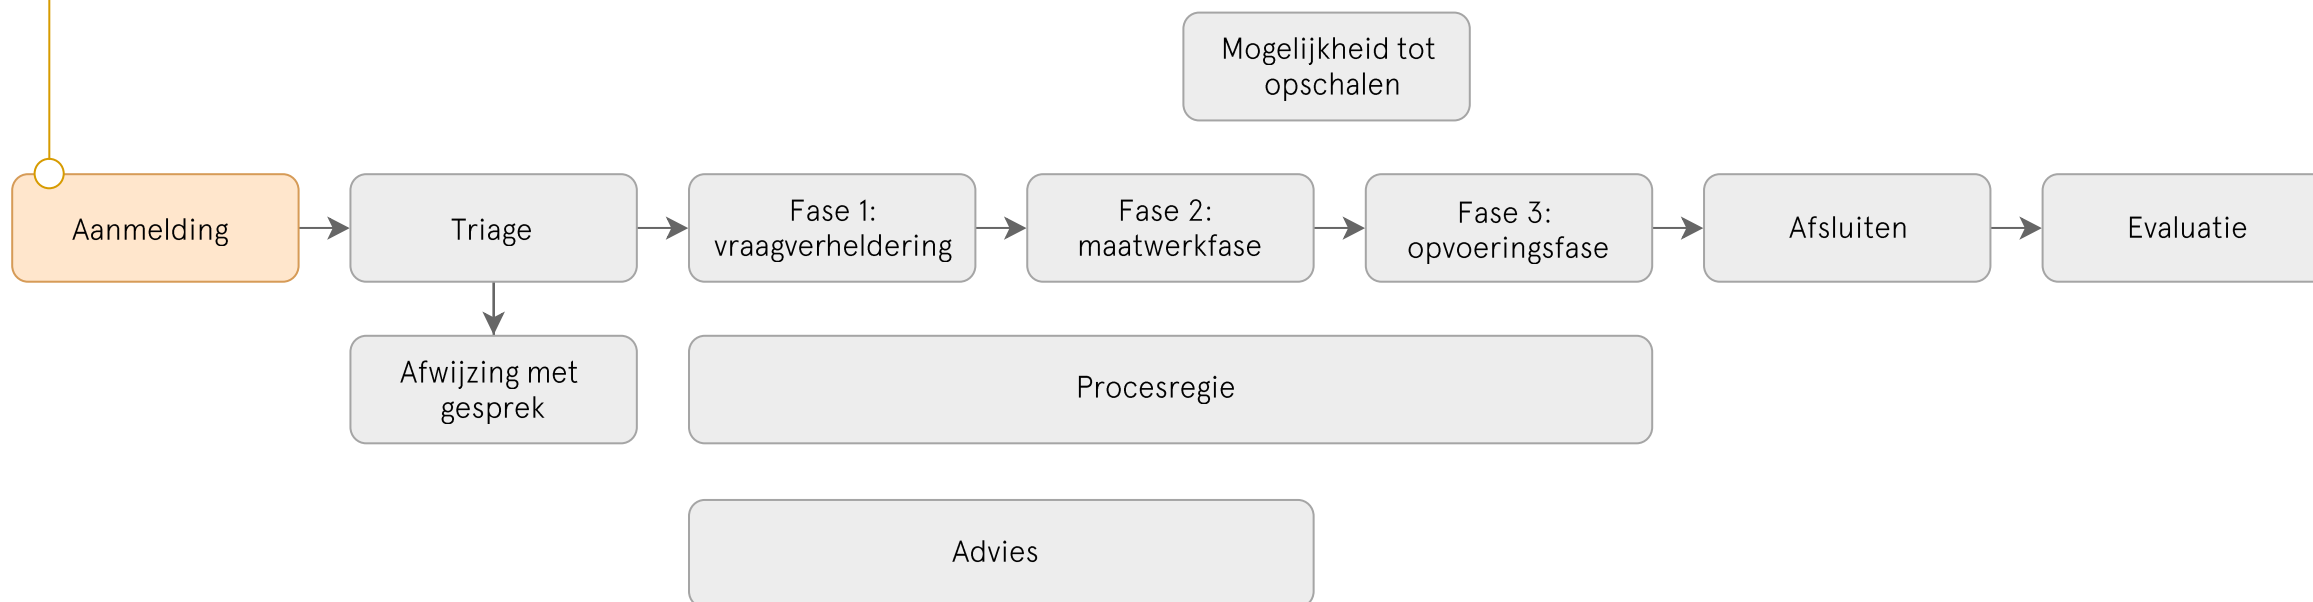 Mogelijkheid tot
opschalen
Aanmelding
Triage
Fase 1:
vraagverheldering
Fase 2:
maatwerkfase
Fase 3:
opvoeringsfase
Afsluiten
Evaluatie
Afwijzing met
gesprek
Procesregie
Advies